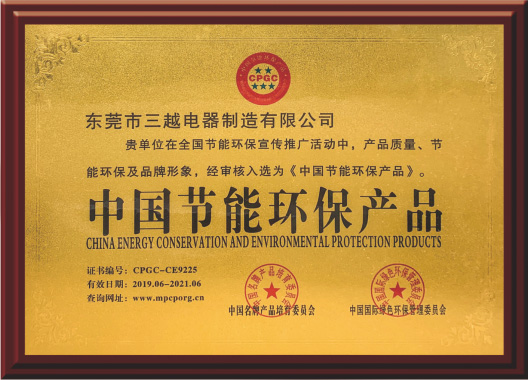 CPGC
东莞市三越电器制造有限公司
贵单位在全国节能环保宣传推广活动中，产品质量、节
能环保及品牌形象，经审核入选为《中国节能环保产品》。
中国节能环保产品
CHINA ENERGY CONSERVATION AND ENVIRONMENTAL PROTECTION PRODUCTS
证书编号：CPGC-CE9225
有效日期：2019.06-2021.06
查询网址：www.mpcporg.cn
中国名牌产品培育委员会
中国国际绿色环保管理委员会